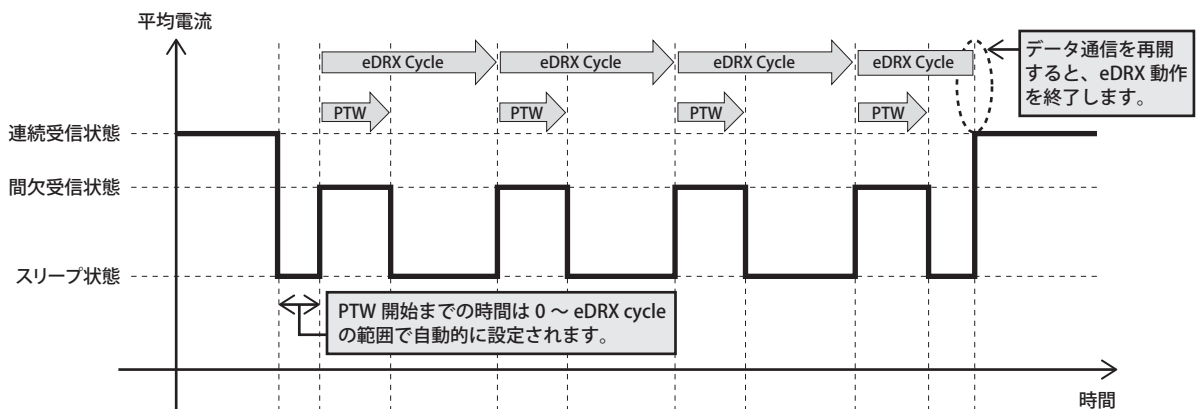 平均電流
eDRX Cycle
eDRX Cycle
eDRX Cycle
eDRX Cycle
データ通信を再開
すると、eDRX 動作
を終了します。
PTW
PTW
PTW
PTW
連続受信状態
間欠受信状態
スリープ状態
PTW 開始までの時間は 0 ～ eDRX cycle
の範囲で自動的に設定されます。
時間